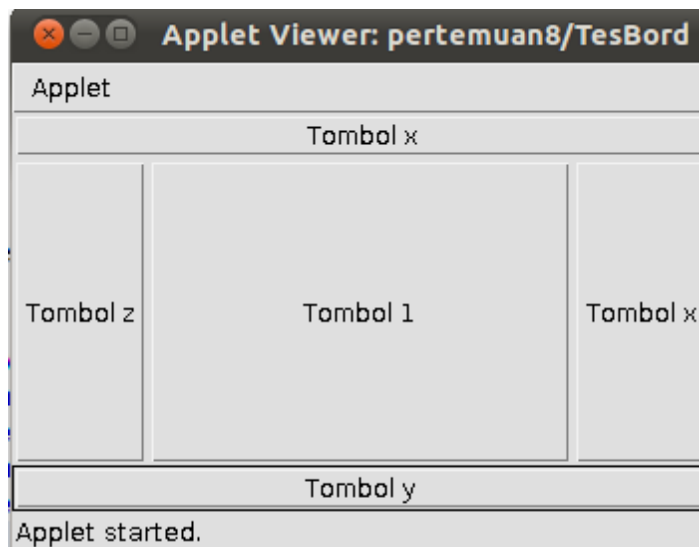 Applet Viewer: pertemuan8/TesBord
Applet
Tombol x
Tombol z
Tombol 1
Tombol x
Tombol y
Applet started.